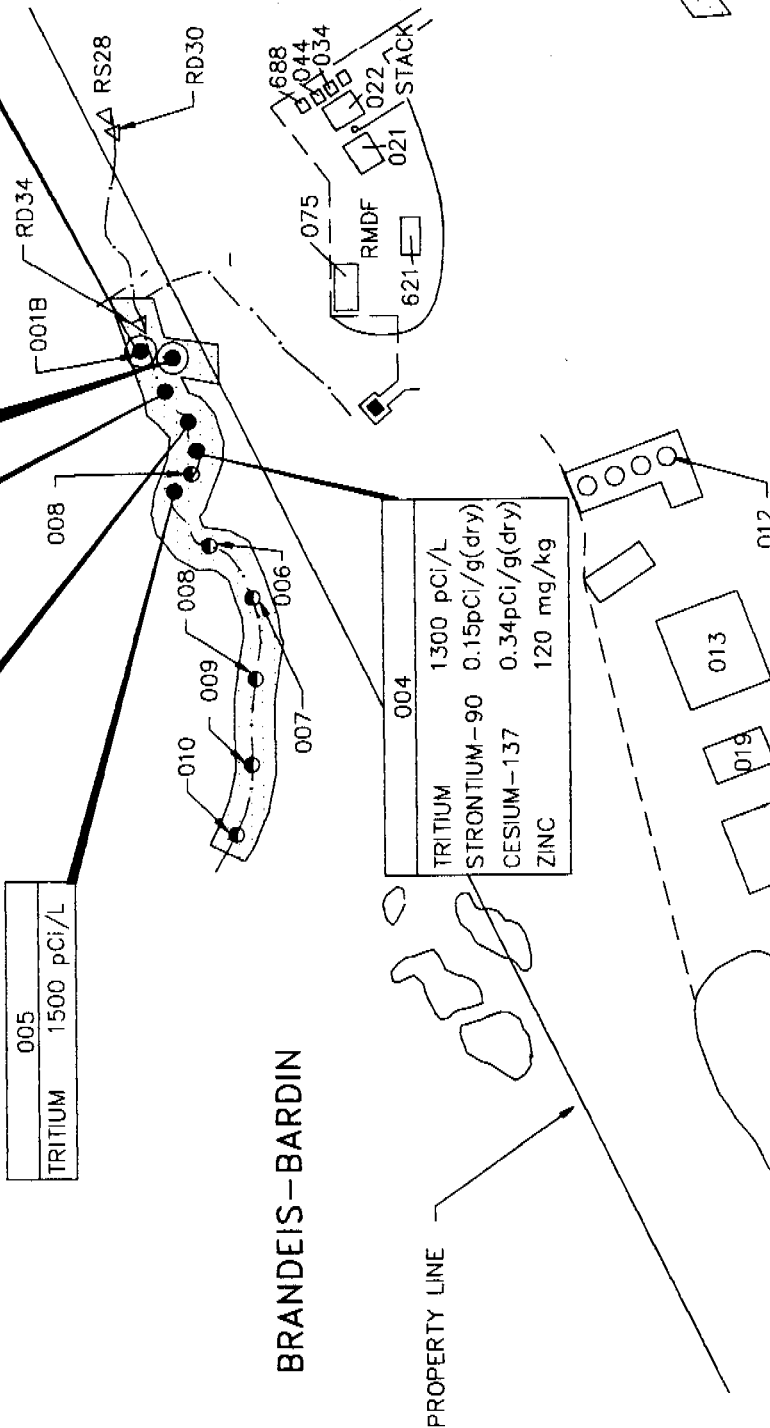 RS28
RD30
RD34
001B
688
044
034
022
STACK
021
075
RMDF
621
008
006
008
007
009
010
005
TRITIUM 1500 pCi/L
004
TRITIUM 1300 pCi/L
STRONTIUM-90 0.15pCi/g(dry)
CESIUM-137 0.34pCi/g(dry)
ZINC 120 mg/kg
012
013
019
BRANDEIS-BARDIN
PROPERTY LINE